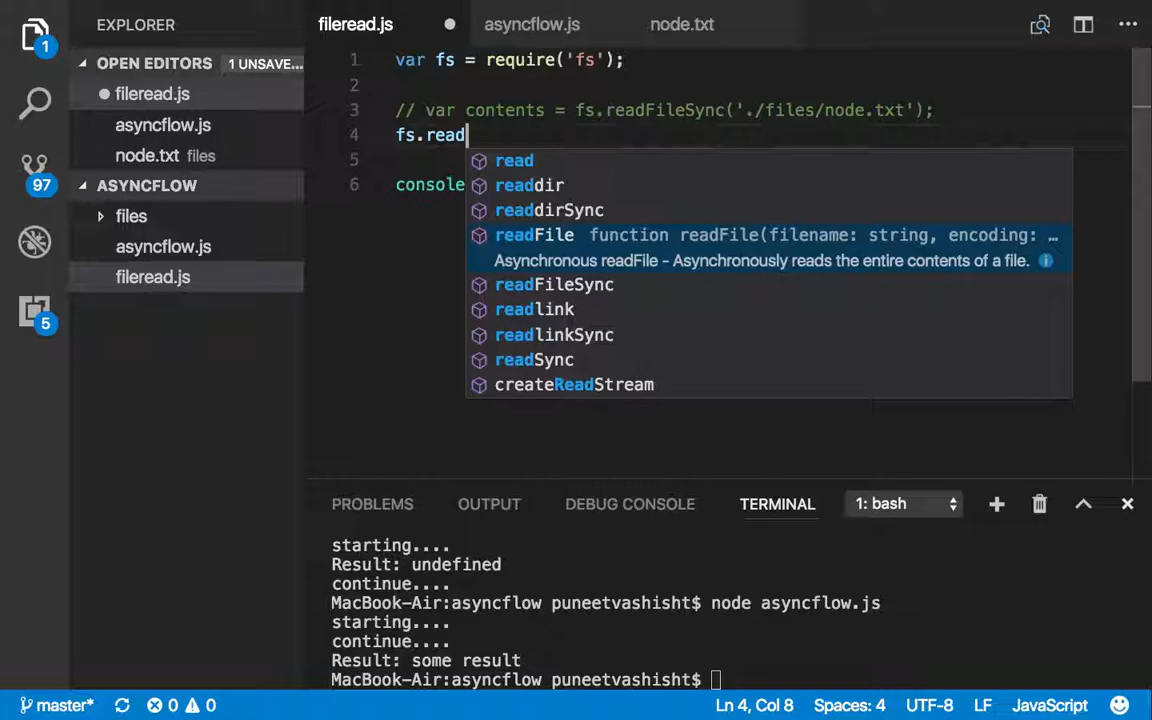 EXPLORER
fileread.js
asyncflow.js
node.txt
1
OPEN EDITORS 1 UNSAVE...
fileread.js
asyncflow.js
node.txt files
97
ASYNCFLOW
files
asyncflow.js
fileread.js
5
1 var fs = require('fs');
2
3 // var contents = fs.readFileSync('./files/node.txt');
4 fs.read
5
6 console
read
readdir
readdirSync
readFile function readFile(filename: string, encoding: …
Asynchronous readFile - Asynchronously reads the entire contents of a file.
readFileSync
readlink
readlinkSync
readSync
createReadStream
PROBLEMS OUTPUT DEBUG CONSOLE TERMINAL 1: bash
starting....
Result: undefined
continue....
MacBook-Air:asyncflow puneetvashisht$ node asyncflow.js
starting....
continue....
Result: some result
MacBook-Air:asyncflow puneetvashisht$
master* 0 0 Ln 4, Col 8 Spaces: 4 UTF-8 LF JavaScript